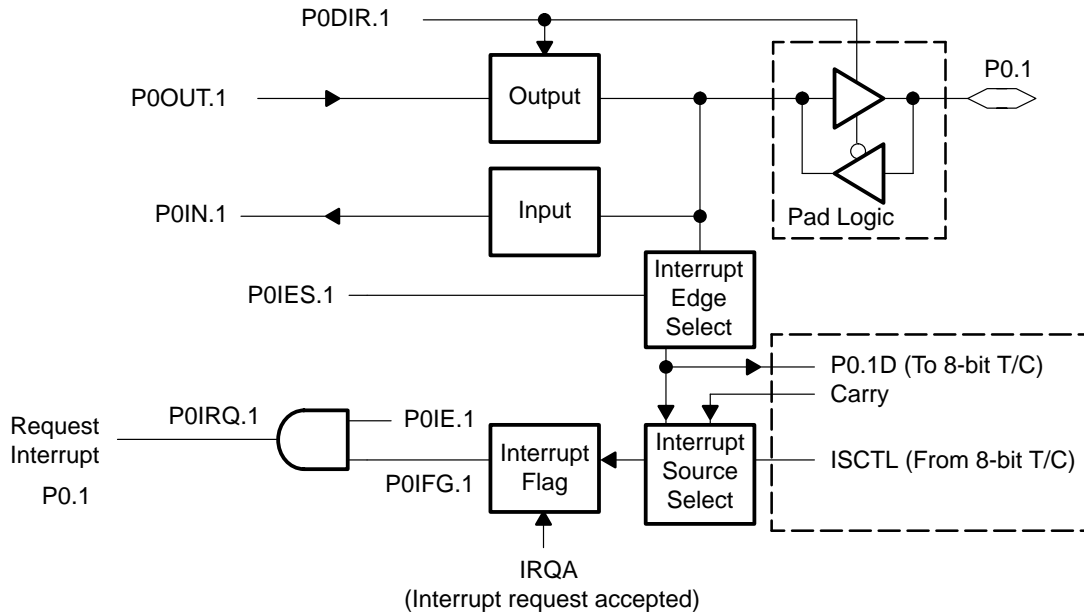 P0DIR.1
P0OUT.1
Output
P0.1
P0IN.1
Input
Pad Logic
P0IES.1
Interrupt
Edge
Select
P0.1D (To 8-bit T/C)
Carry
Request
Interrupt
P0.1
P0IRQ.1
P0IE.1
P0IFG.1
Interrupt
Flag
Interrupt
Source
Select
ISCTL (From 8-bit T/C)
IRQA
(Interrupt request accepted)